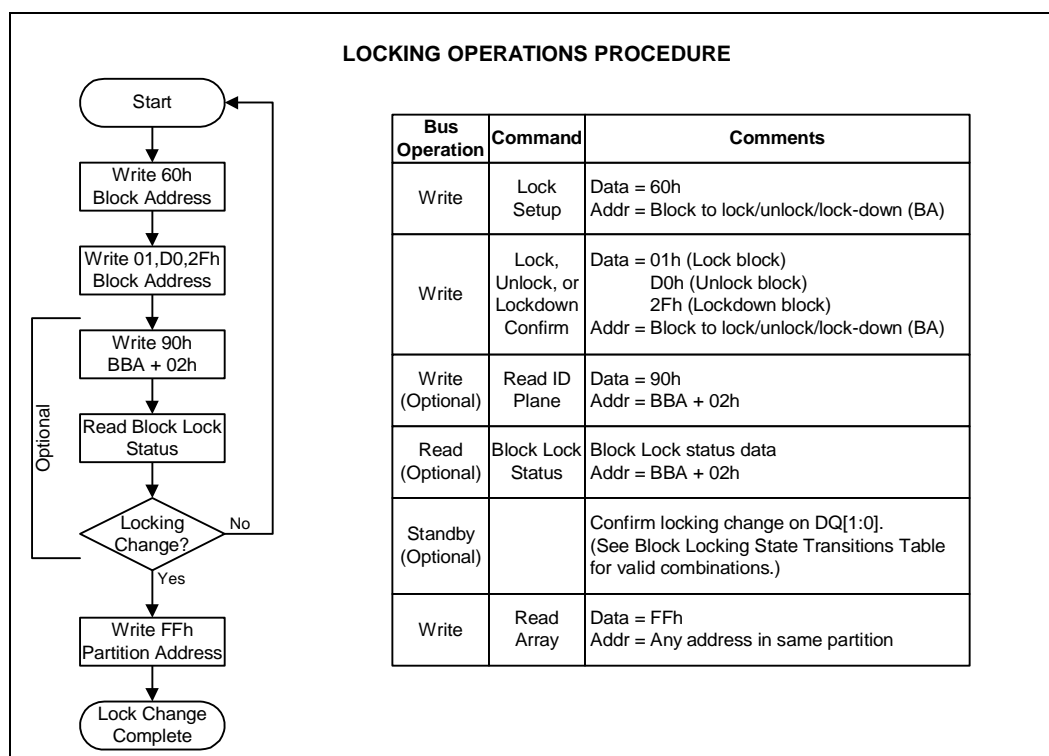 LOCKING OPERATIONS PROCEDURE
Start
Write 60h
Block Address
Write 01,D0,2Fh
Block Address
Optional
Write 90h
BBA + 02h
Read Block Lock
Status
Locking
Change?
No
Yes
Write FFh
Partition Address
Lock Change
Complete
Bus
Operation
Command
Comments
Write
Lock
Setup
Data = 60h
Addr = Block to lock/unlock/lock-down (BA)
Write
Lock,
Unlock, or
Lockdown
Confirm
Data = 01h (Lock block)
D0h (Unlock block)
2Fh (Lockdown block)
Addr = Block to lock/unlock/lock-down (BA)
Write
(Optional)
Read ID
Plane
Data = 90h
Addr = BBA + 02h
Read
(Optional)
Block Lock
Status
Block Lock status data
Addr = BBA + 02h
Standby
(Optional)
Confirm locking change on DQ[1:0].
(See Block Locking State Transitions Table
for valid combinations.)
Write
Read
Array
Data = FFh
Addr = Any address in same partition